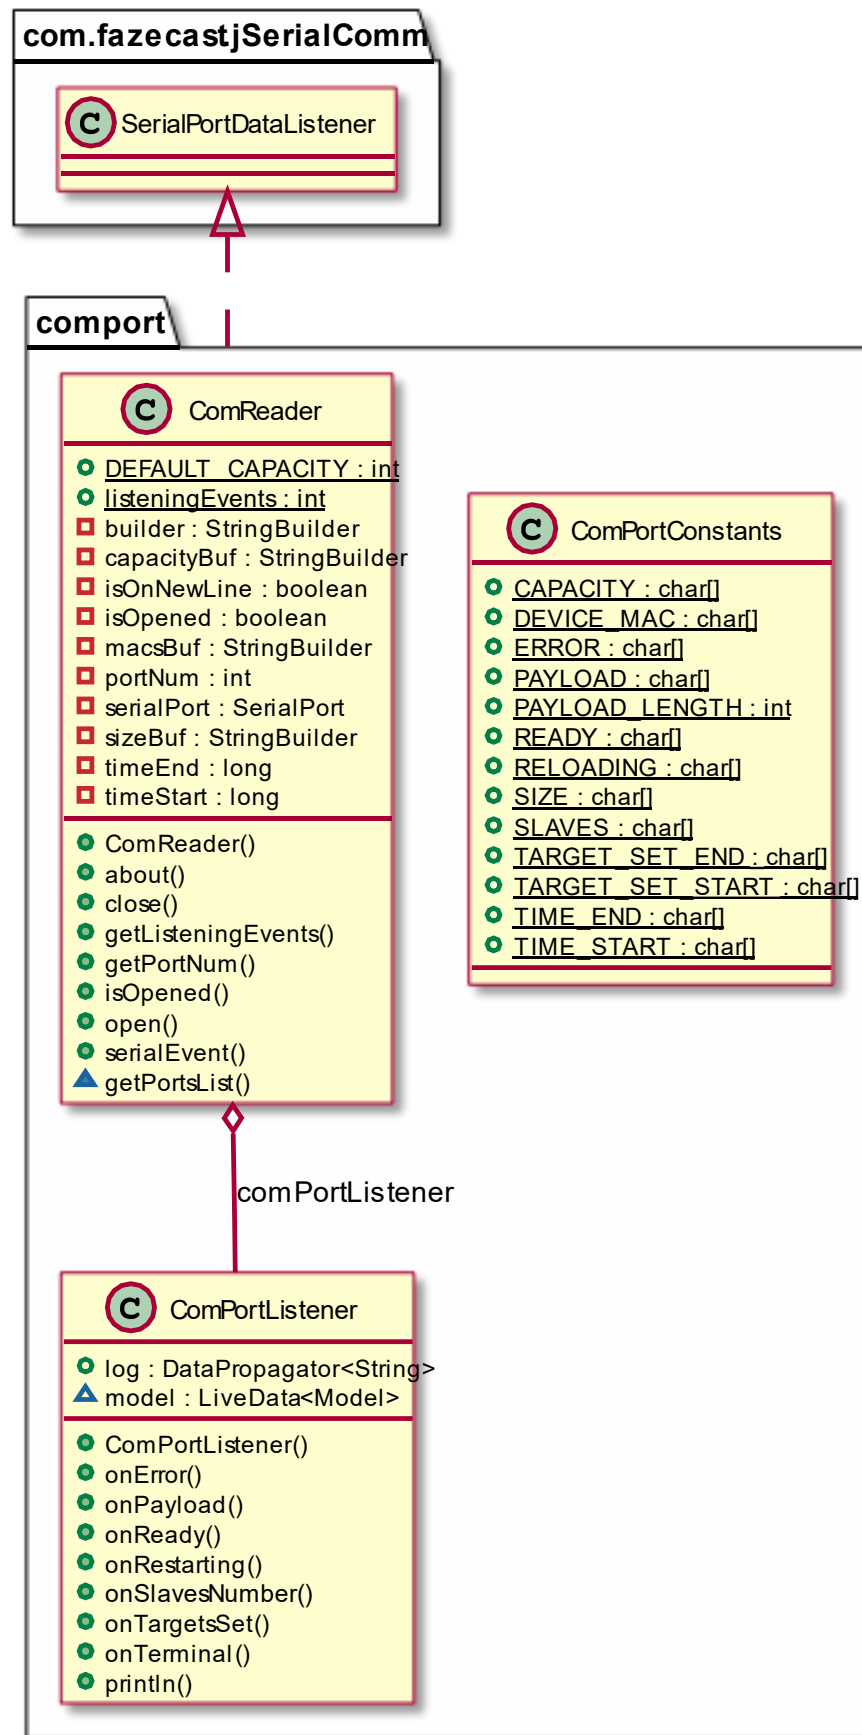 com.fazecastjSerialComm
C SerialPortDataListener
comport
C ComReader
DEFAULT_CAPACITY : int
listeningEvents : int
builder : StringBuilder
capacityBuf : StringBuilder
isOnNewLine : boolean
isOpened : boolean
macsBuf : StringBuilder
portNum : int
serialPort : SerialPort
sizeBuf : StringBuilder
timeEnd : long
timeStart : long
ComReader()
about()
close()
getListeningEvents()
getPortNum()
isOpened()
open()
serialEvent()
getPortsList()
C ComPortConstants
CAPACITY : char[]
DEVICE_MAC : char[]
ERROR : char[]
PAYLOAD : char[]
PAYLOAD_LENGTH : int
READY : char[]
RELOADING : char[]
SIZE : char[]
SLAVES : char[]
TARGET_SET_END : char[]
TARGET_SET_START : char[]
TIME_END : char[]
TIME_START : char[]
comPortListener
C ComPortListener
log : DataPropagator<String>
model : LiveData<Model>
ComPortListener()
onError()
onPayload()
onReady()
onRestarting()
onSlavesNumber()
onTargetsSet()
onTerminal()
println()